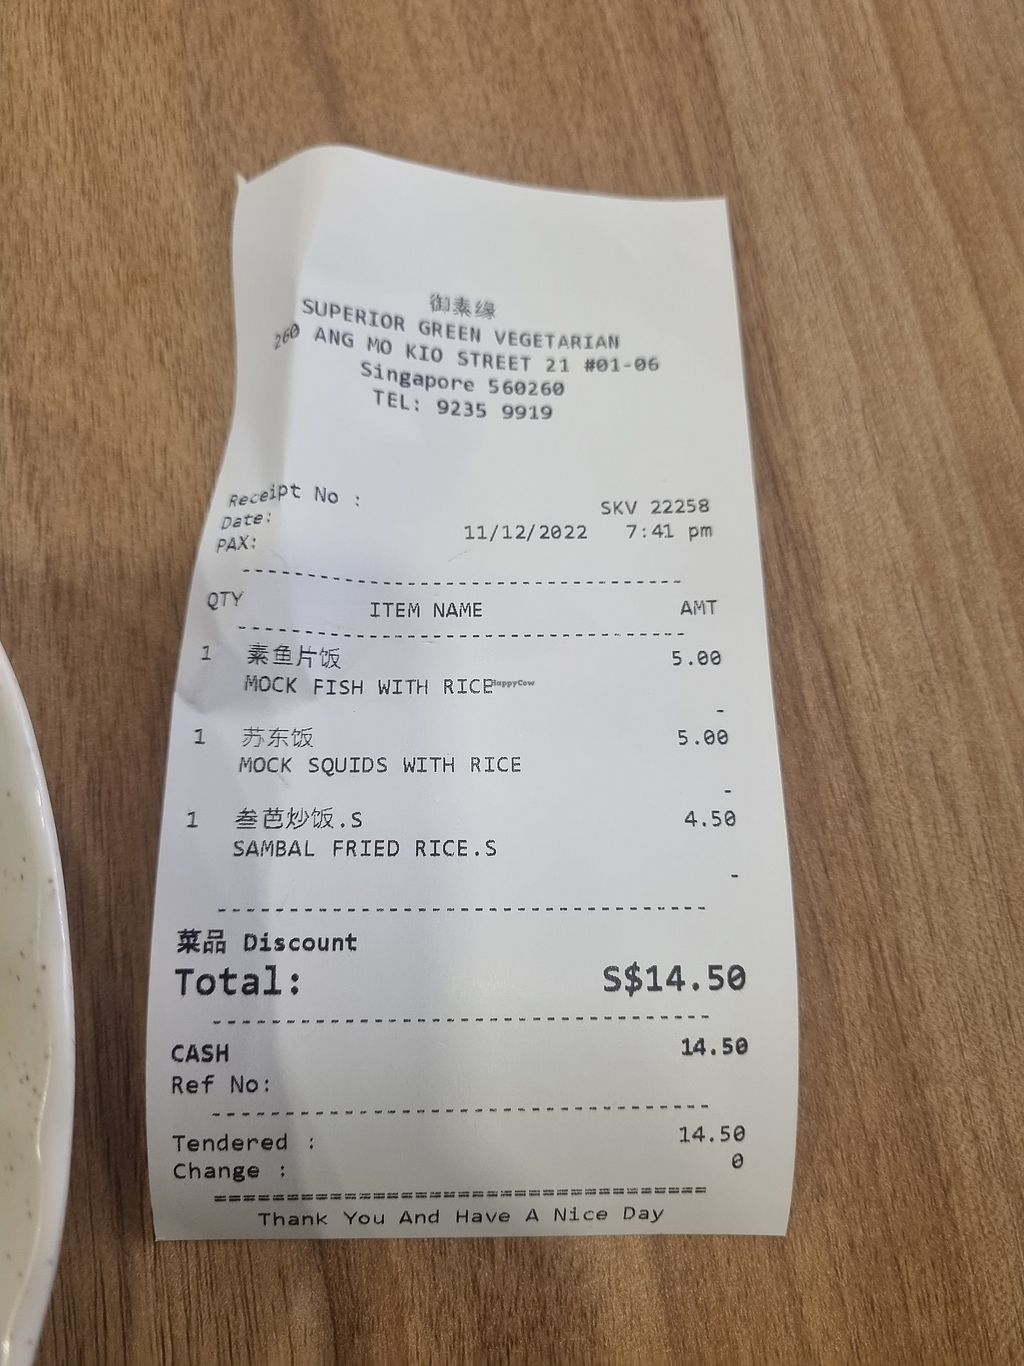 御素缘
SUPERIOR GREEN VEGETARIAN
260 ANG MO KIO STREET 21 #01-06
Singapore 560260
TEL: 9235 9919
Receipt No : SKV 22258
Date: 11/12/2022 7:41 pm
PAX:
QTY ITEM NAME AMT
1 素鱼片饭 5.00
MOCK FISH WITH RICE
HappyCow
-
1 苏东饭 5.00
MOCK SQUIDS WITH RICE
-
1 叁芭炒饭.S 4.50
SAMBAL FRIED RICE.S
-
菜品 Discount
Total: S$14.50
CASH 14.50
Ref No:
Tendered : 14.50
Change : 0
Thank You And Have A Nice Day